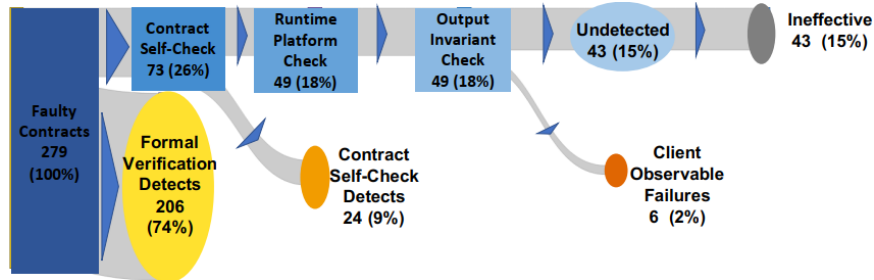 Faulty
Contracts
279
(100%)
Contract
Self-Check
73 (26%)
Runtime
Platform
Check
49 (18%)
Output
Invariant
Check
49 (18%)
Undetected
43 (15%)
Ineffective
43 (15%)
Formal
Verification
Detects
206
(74%)
Contract
Self-Check
Detects
24 (9%)
Client
Observable
Failures
6 (2%)